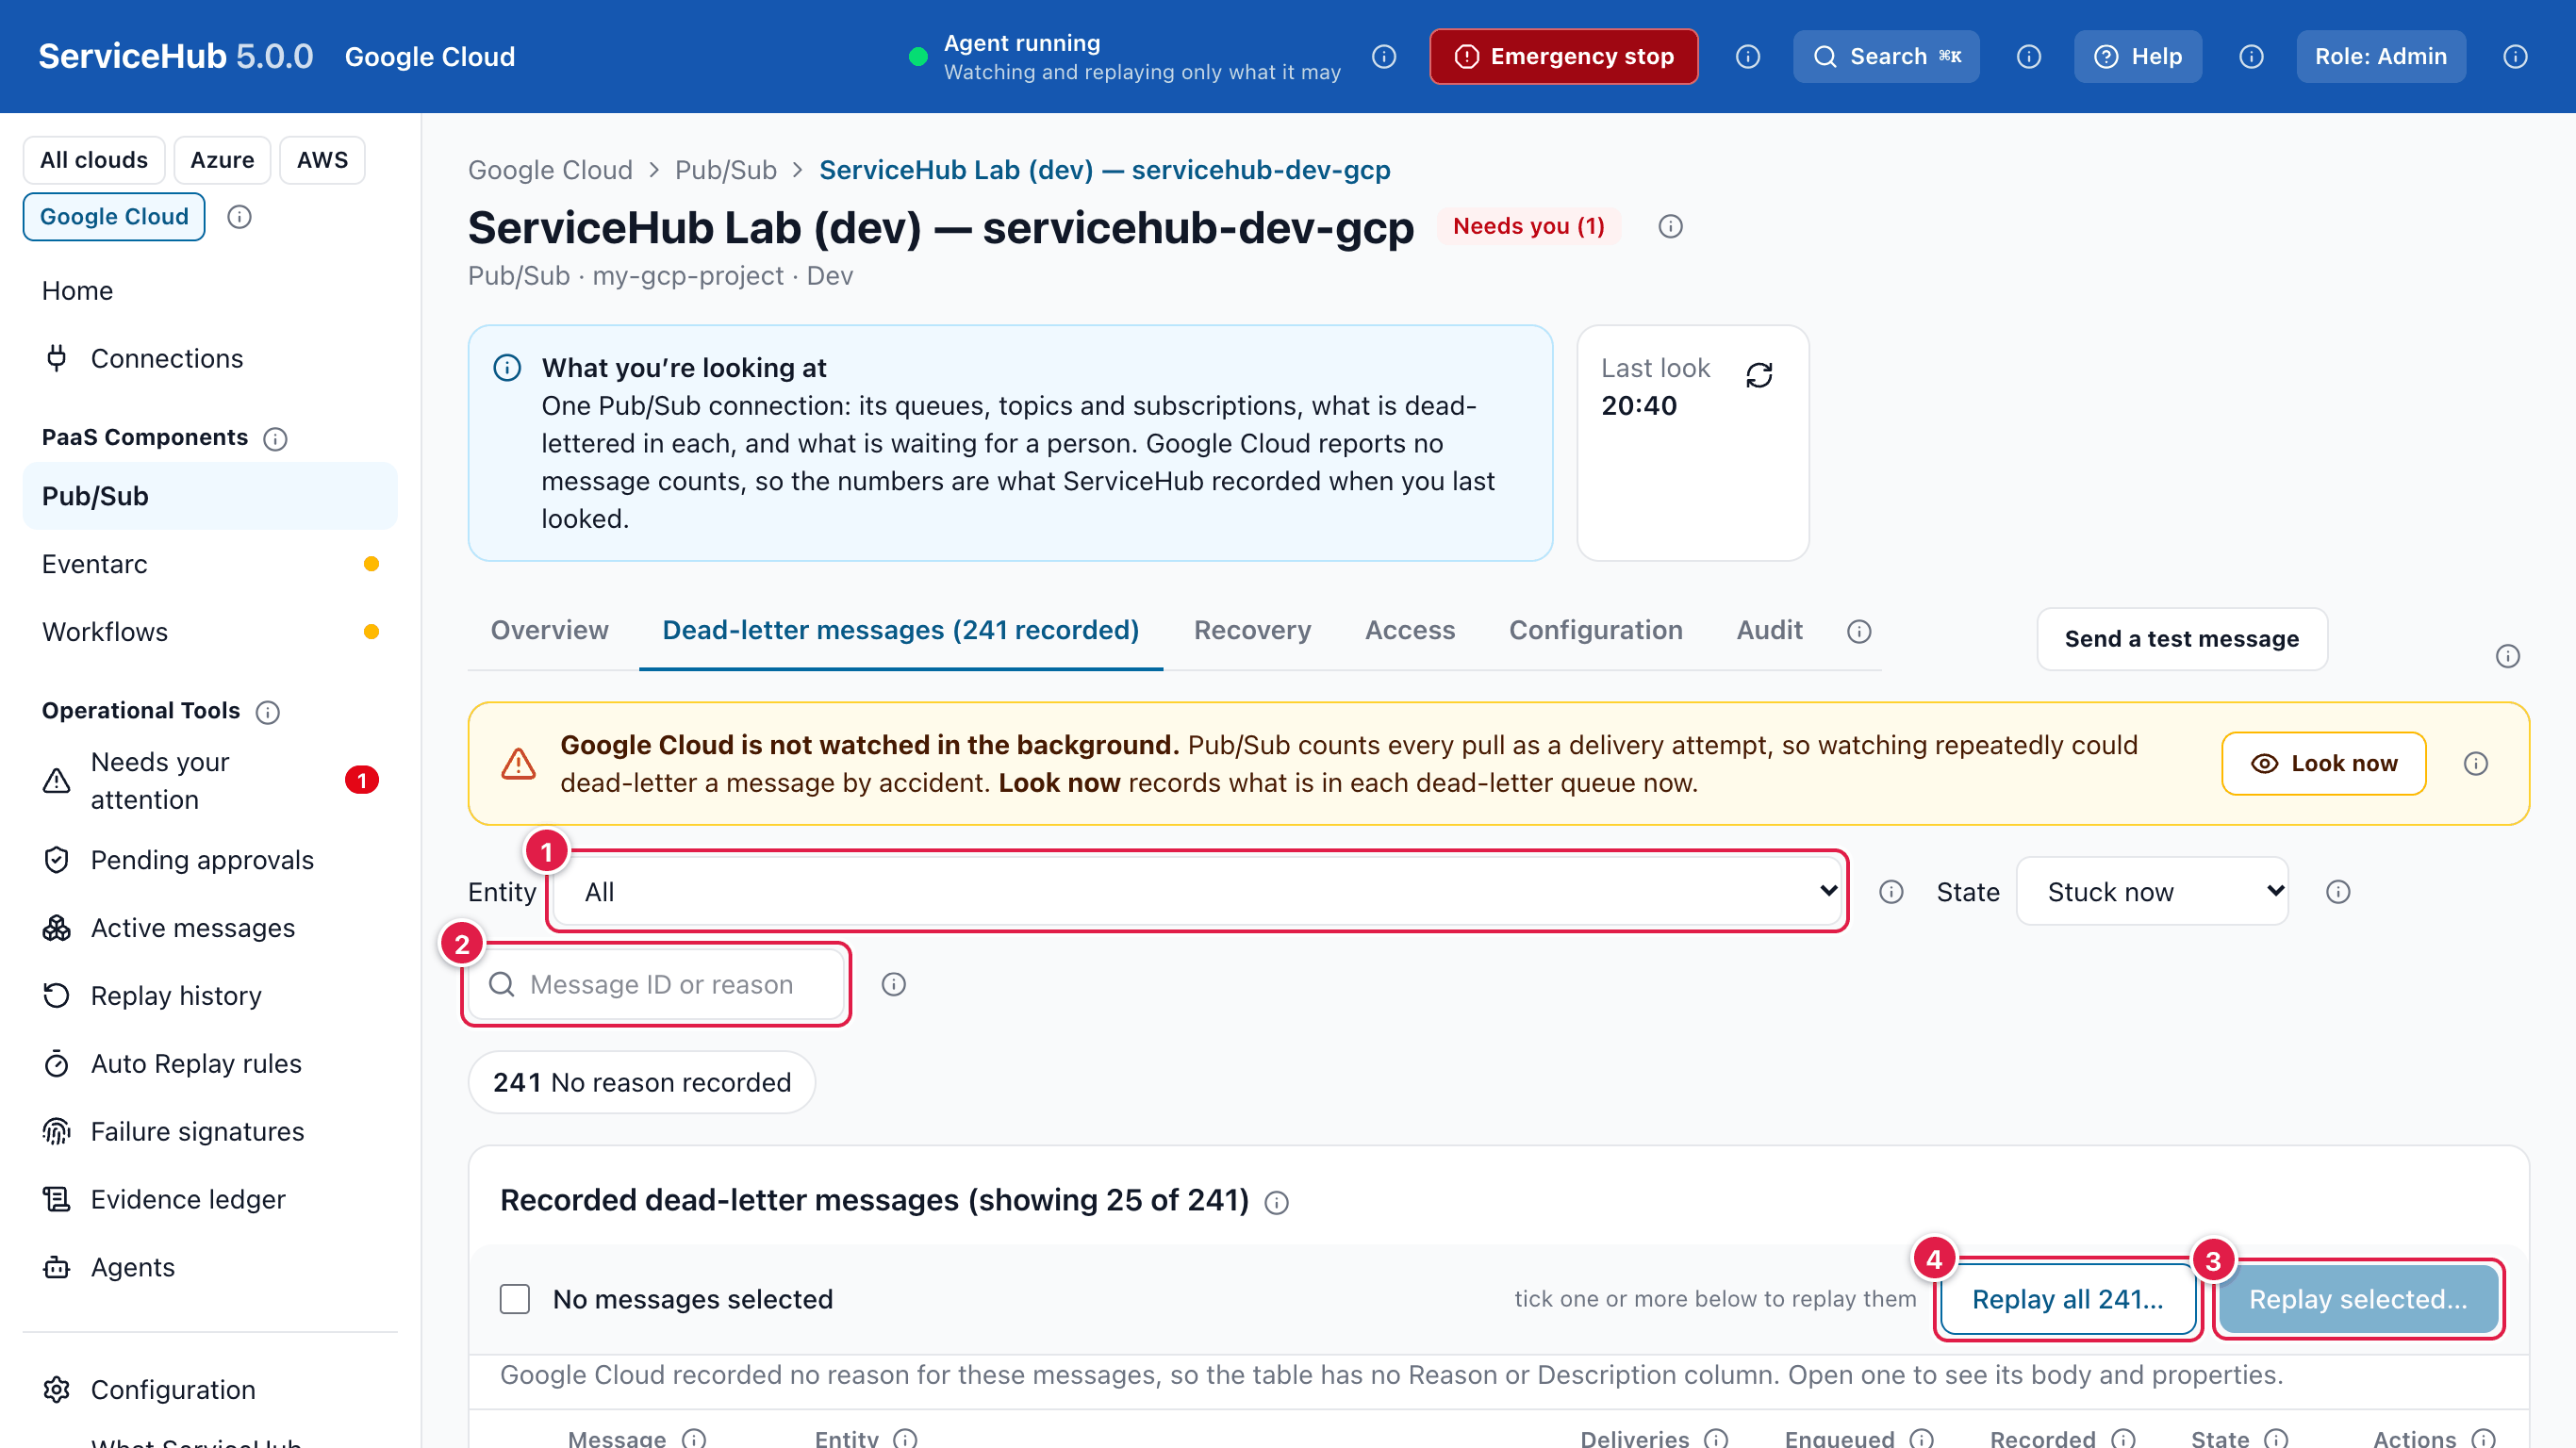 ServiceHub 5.0.0 Google Cloud
Agent running
Watching and replaying only what it may
Emergency stop
Search ⌘K
Help
Role: Admin
All clouds Azure AWS
Google Cloud
Home
Connections
PaaS Components
Pub/Sub
Eventarc
Workflows
Operational Tools
Needs your
attention
1
Pending approvals
Active messages
Replay history
Auto Replay rules
Failure signatures
Evidence ledger
Agents
Configuration
What ServiceHub
Google Cloud > Pub/Sub > ServiceHub Lab (dev) — servicehub-dev-gcp
ServiceHub Lab (dev) — servicehub-dev-gcp Needs you (1)
Pub/Sub · my-gcp-project · Dev
What you’re looking at
One Pub/Sub connection: its queues, topics and subscriptions, what is dead-
lettered in each, and what is waiting for a person. Google Cloud reports no
message counts, so the numbers are what ServiceHub recorded when you last
looked.
Last look
20:40
Overview Dead-letter messages (241 recorded) Recovery Access Configuration Audit
Send a test message
Google Cloud is not watched in the background. Pub/Sub counts every pull as a delivery attempt, so watching repeatedly could
dead-letter a message by accident. Look now records what is in each dead-letter queue now.
Look now
1
Entity All State Stuck now
2
Message ID or reason
241 No reason recorded
Recorded dead-letter messages (showing 25 of 241)
No messages selected
tick one or more below to replay them
4
Replay all 241...
3
Replay selected...
Google Cloud recorded no reason for these messages, so the table has no Reason or Description column. Open one to see its body and properties.
Message Entity Deliveries Enqueued Recorded State Actions